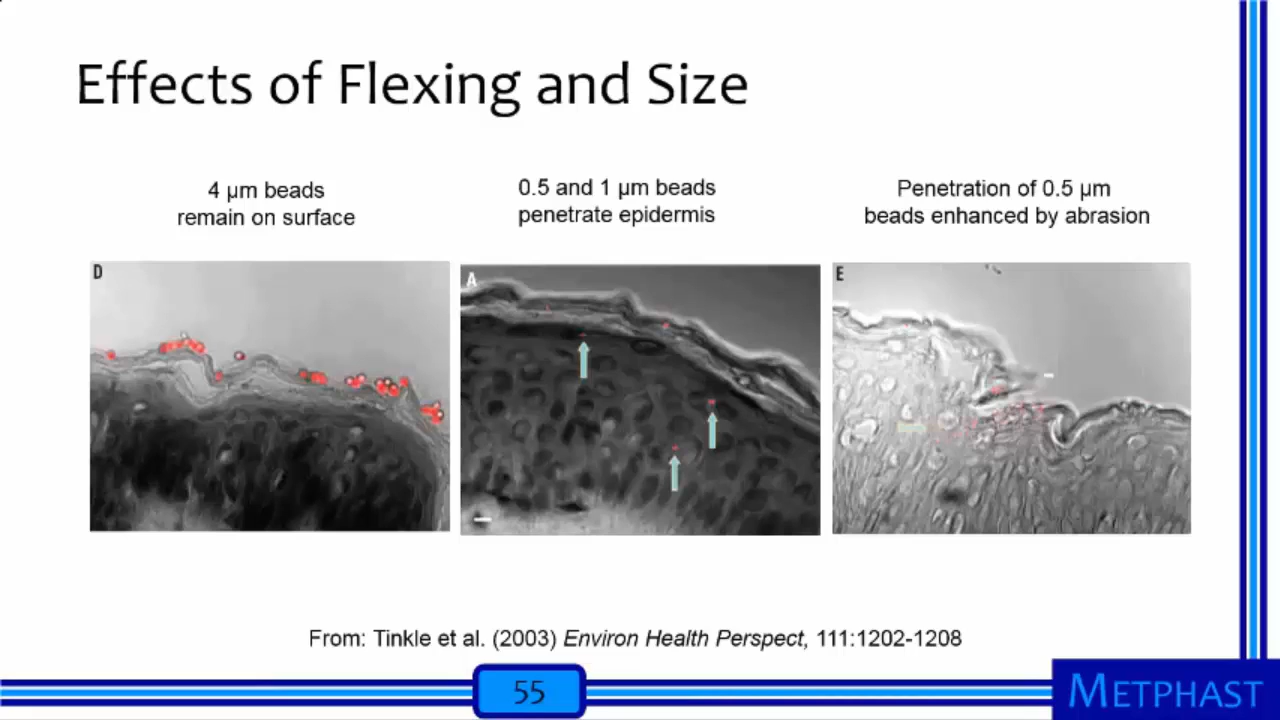 Effects of Flexing and Size
4 µm beads
remain on surface
0.5 and 1 µm beads
penetrate epidermis
Penetration of 0.5 µm
beads enhanced by abrasion
D
A
E
From: Tinkle et al. (2003) Environ Health Perspect, 111:1202-1208
55
METPHAST